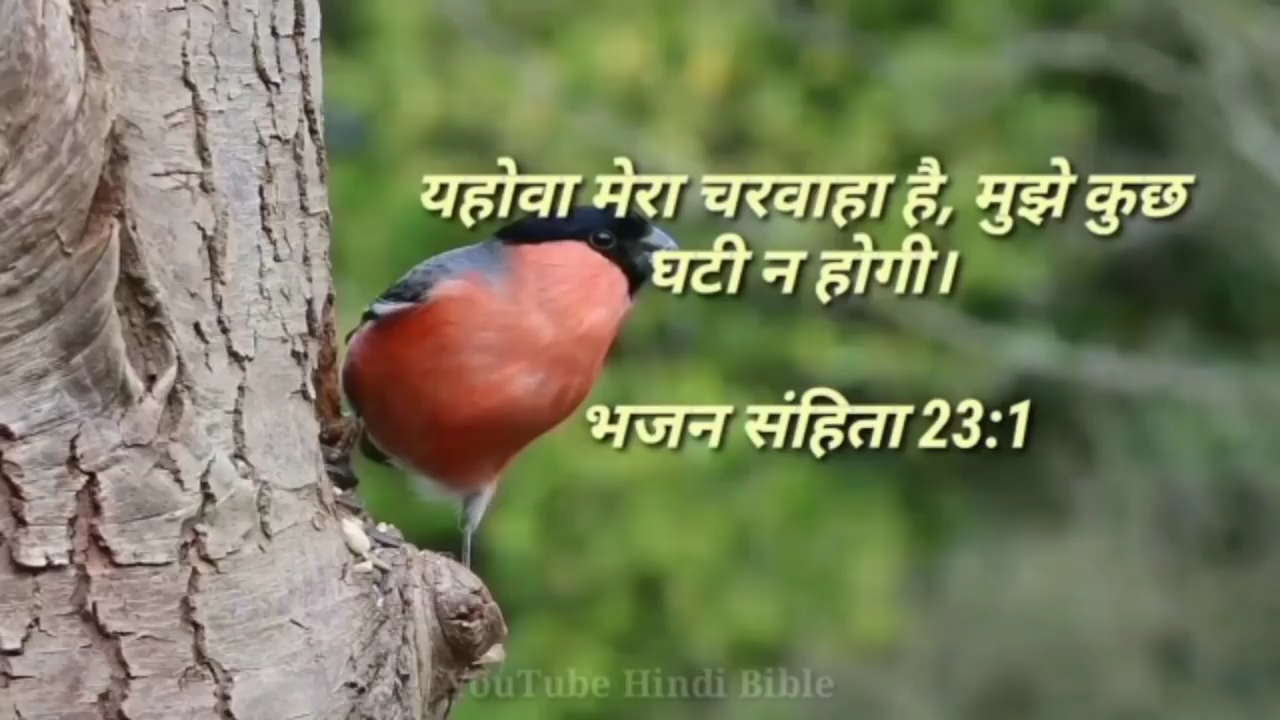 यहोवा मेरा चरवाहा है, मुझे कुछ
घटी न होगी।
भजन संहिता 23:1
YouTube Hindi Bible